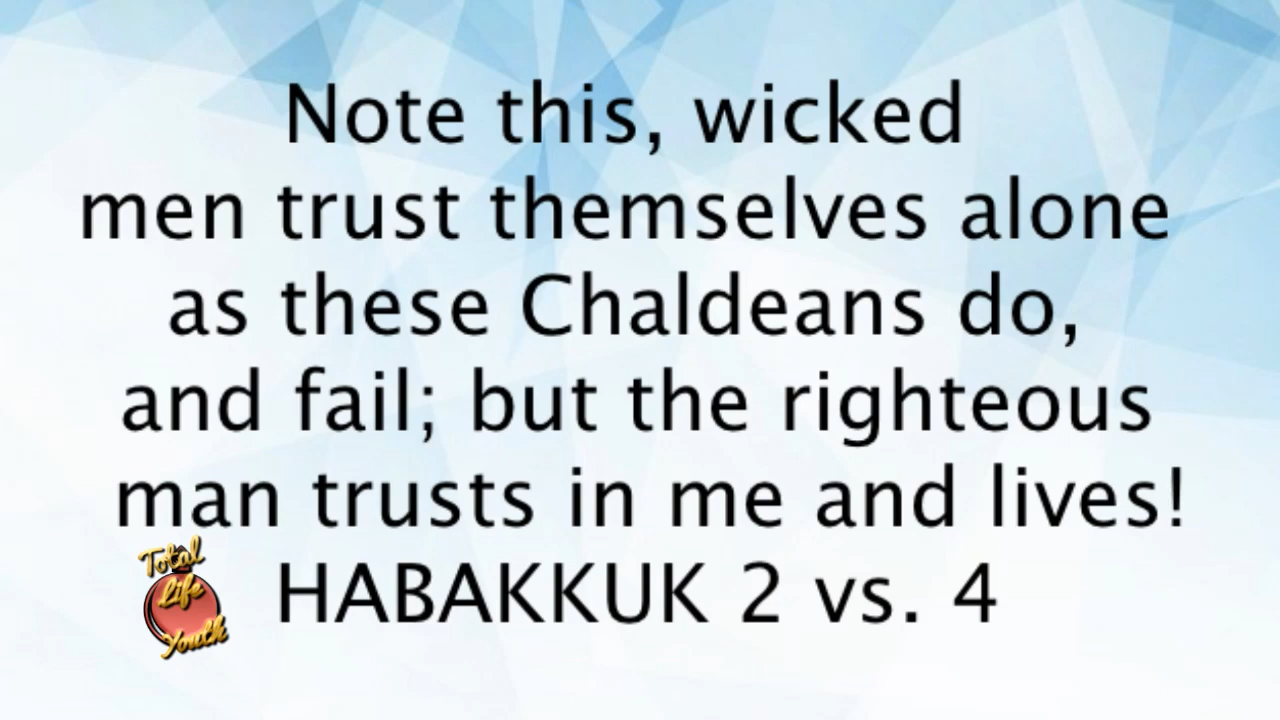 Note this, wicked
men trust themselves alone
as these Chaldeans do,
and fail; but the righteous
man trusts in me and lives!
HABAKKUK 2 vs. 4
Total
Life
Youth